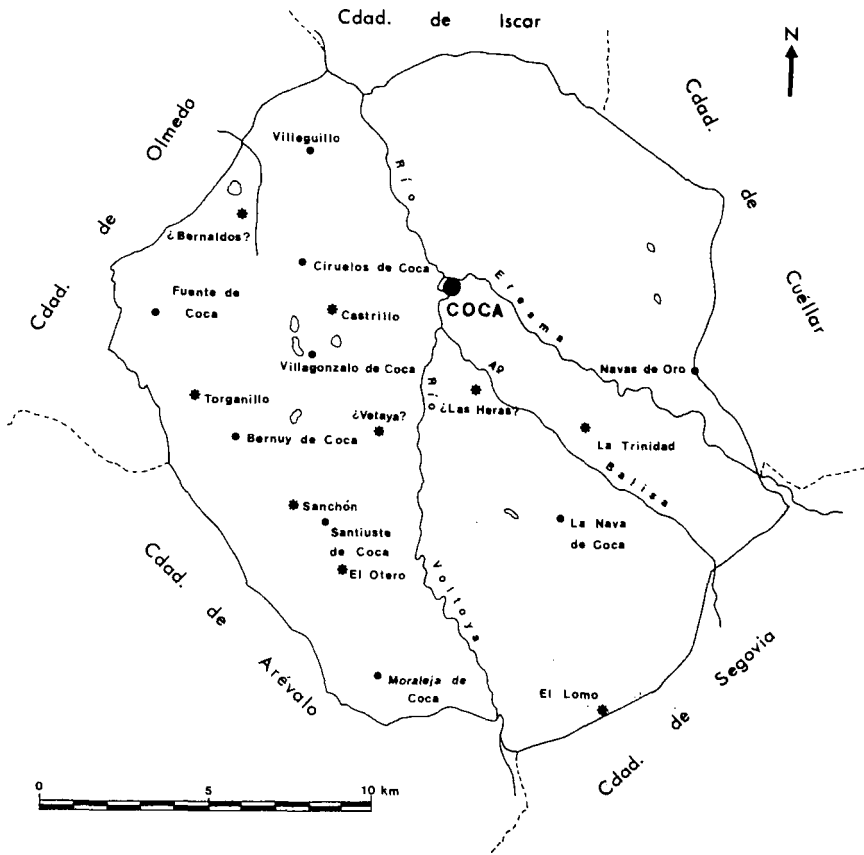 Cdad. de Iscar
N
Cdad. de Olmedo
Cdad. de Cuéllar
Villeguillo
Río Eresma
¿Bernaldos?
Ciruelos de Coca
Fuente de
Coca
Castrillo
COCA
Villagonzalo de Coca
Navas de Oro
Aº Baliza
Río Voltoya
Torganillo
¿Vetaya?
¿Las Heras?
Bernuy de Coca
La Trinidad
Sanchón
Santiuste
de Coca
La Nava
de Coca
El Otero
Cdad. de Arévalo
Moraleja de
Coca
El Lomo
Cdad. de Segovia
0 5 10 km